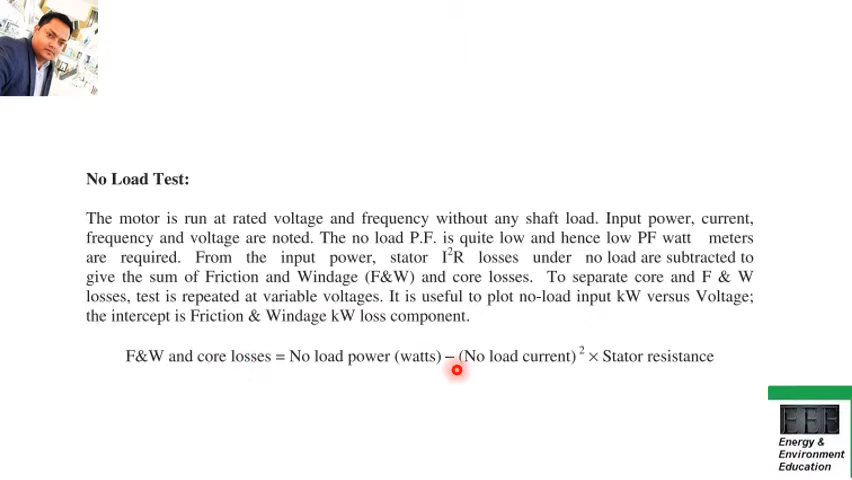 No Load Test:
The motor is run at rated voltage and frequency without any shaft load. Input power, current,
frequency and voltage are noted. The no load P.F. is quite low and hence low PF watt meters
are required. From the input power, stator I²R losses under no load are subtracted to
give the sum of Friction and Windage (F&W) and core losses. To separate core and F & W
losses, test is repeated at variable voltages. It is useful to plot no-load input kW versus Voltage;
the intercept is Friction & Windage kW loss component.
F&W and core losses = No load power (watts) – (No load current) ² × Stator resistance
EEE
Energy &
Environment
Education